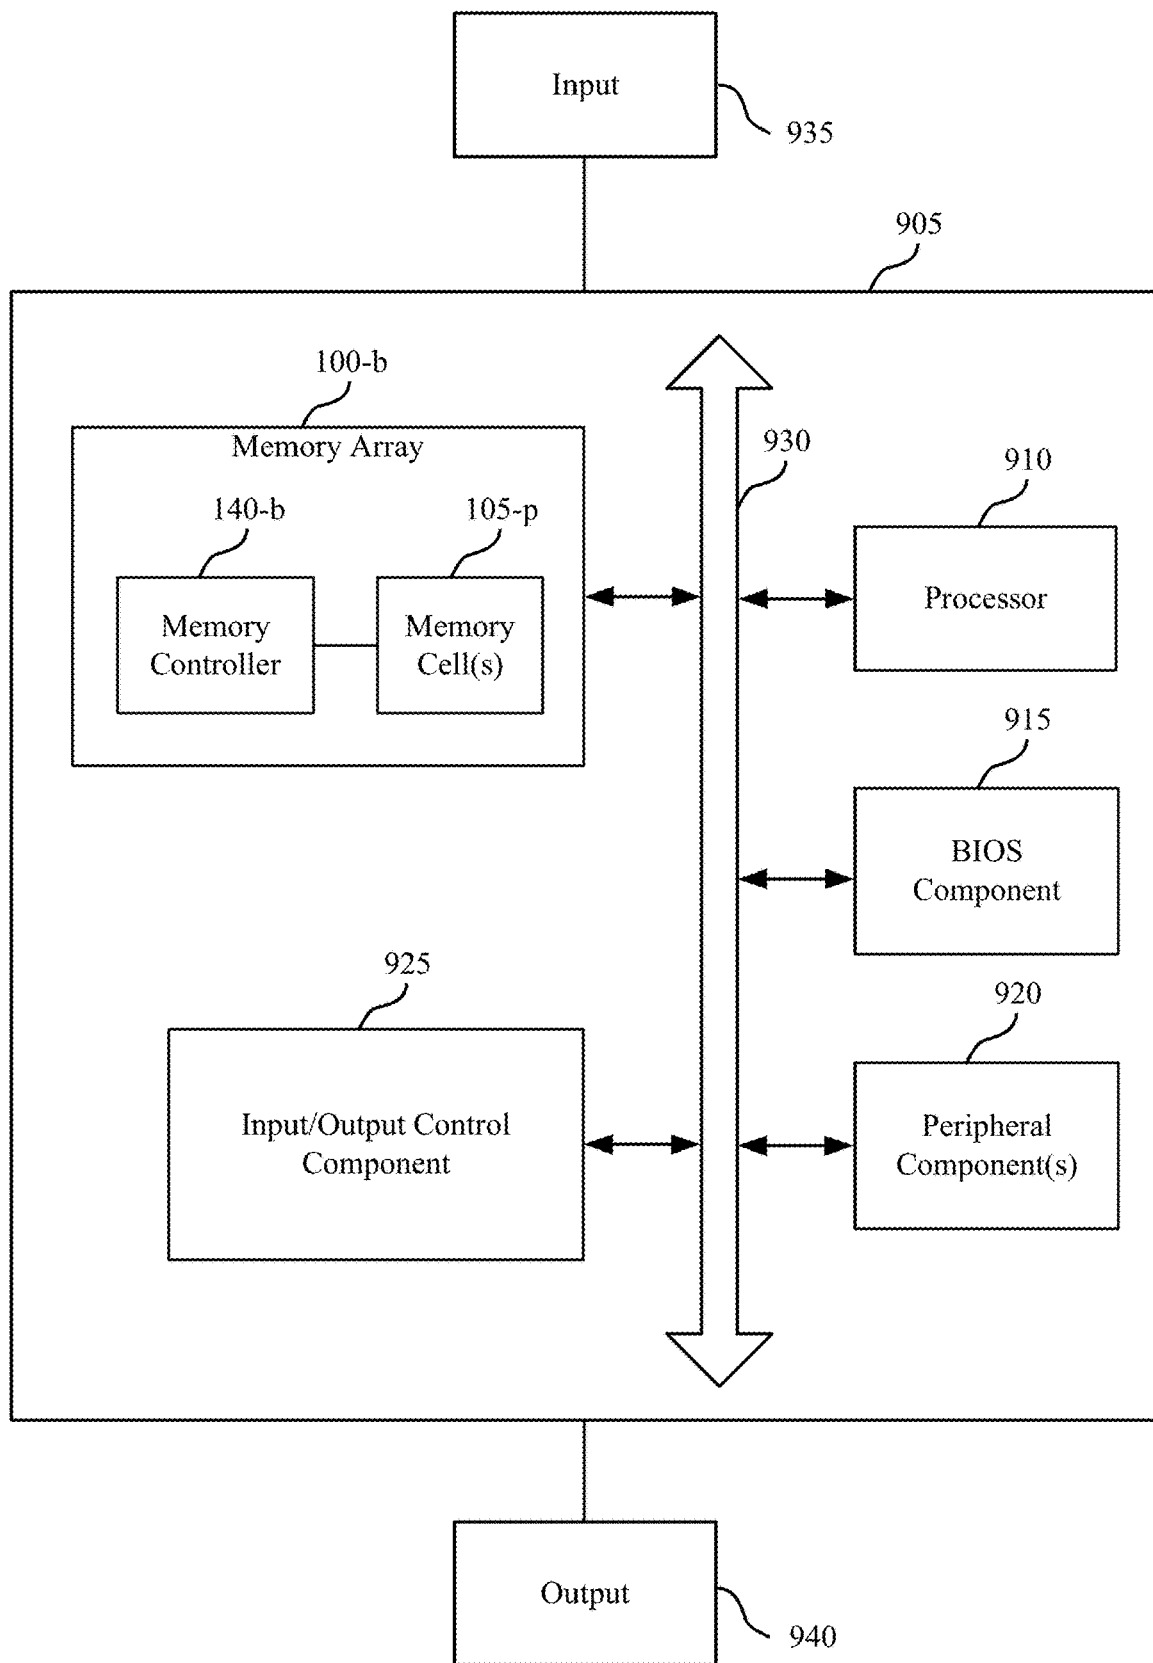 Input
935
905
100-b
Memory Array
930
910
140-b
105-p
Memory
Controller
Memory
Cell(s)
Processor
915
BIOS
Component
925
920
Input/Output Control
Component
Peripheral
Component(s)
Output
940